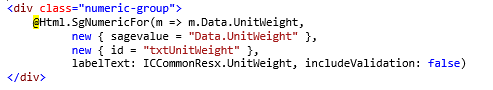 <div class="numeric-group">
    @Html.SgNumericFor(m => m.Data.UnitWeight,
          new { sagevalue = "Data.UnitWeight" },
          new { id = "txtUnitWeight" },
          labelText: ICCommonResx.UnitWeight, includeValidation: false)
</div>